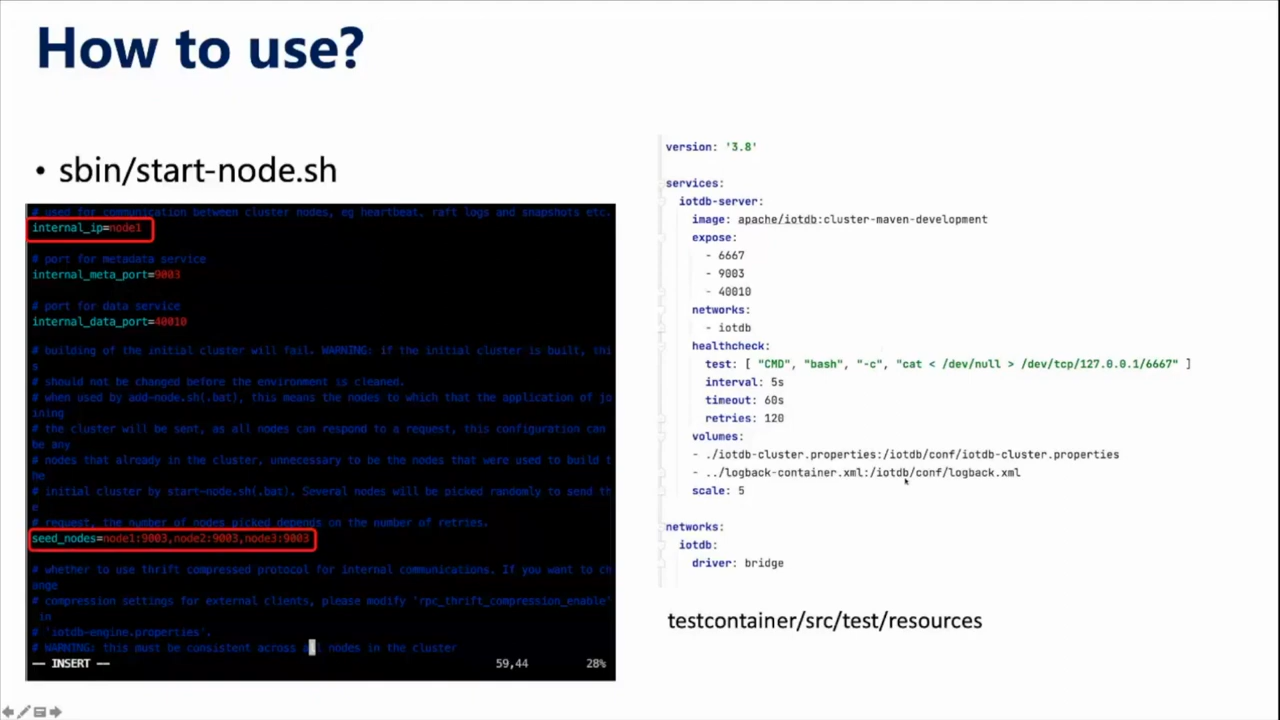 How to use?
• sbin/start-node.sh
# used for communication between cluster nodes, eg heartbeat, raft logs and snapshots etc.
internal_ip=node1
# port for metadata service
internal_meta_port=9003
# port for data service
internal_data_port=40010
# building of the initial cluster will fail. WARNING: if the initial cluster is built, thi
s
# should not be changed before the environment is cleaned.
# when used by add-node.sh(.bat), this means the nodes to which that the application of jo
ining
# the cluster will be sent, as all nodes can respond to a request, this configuration can
be any
# nodes that already in the cluster, unnecessary to be the nodes that were used to build t
he
# initial cluster by start-node.sh(.bat). Several nodes will be picked randomly to send th
e
# request, the number of nodes picked depends on the number of retries.
seed_nodes=node1:9003,node2:9003,node3:9003
# whether to use thrift compressed protocol for internal communications. If you want to ch
ange
# compression settings for external clients, please modify 'rpc_thrift_compression_enable'
in
# 'iotdb-engine.properties'.
# WARNING: this must be consistent across all nodes in the cluster
-- INSERT -- 59,44 28%
version: '3.8'
services:
iotdb-server:
image: apache/iotdb:cluster-maven-development
expose:
- 6667
- 9003
- 40010
networks:
- iotdb
healthcheck:
test: [ "CMD", "bash", "-c", "cat < /dev/null > /dev/tcp/127.0.0.1/6667" ]
interval: 5s
timeout: 60s
retries: 120
volumes:
- ./iotdb-cluster.properties:/iotdb/conf/iotdb-cluster.properties
- ../logback-container.xml:/iotdb/conf/logback.xml
scale: 5
networks:
iotdb:
driver: bridge
testcontainer/src/test/resources